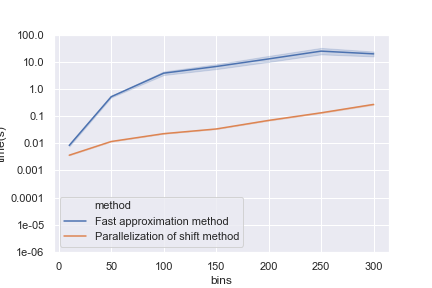 100.0
10.0
1.0
0.1
0.01
0.001
0.0001
1e-05
1e-06
time(s)
method
Fast approximation method
Parallelization of shift method
0 50 100 150 200 250 300
bins